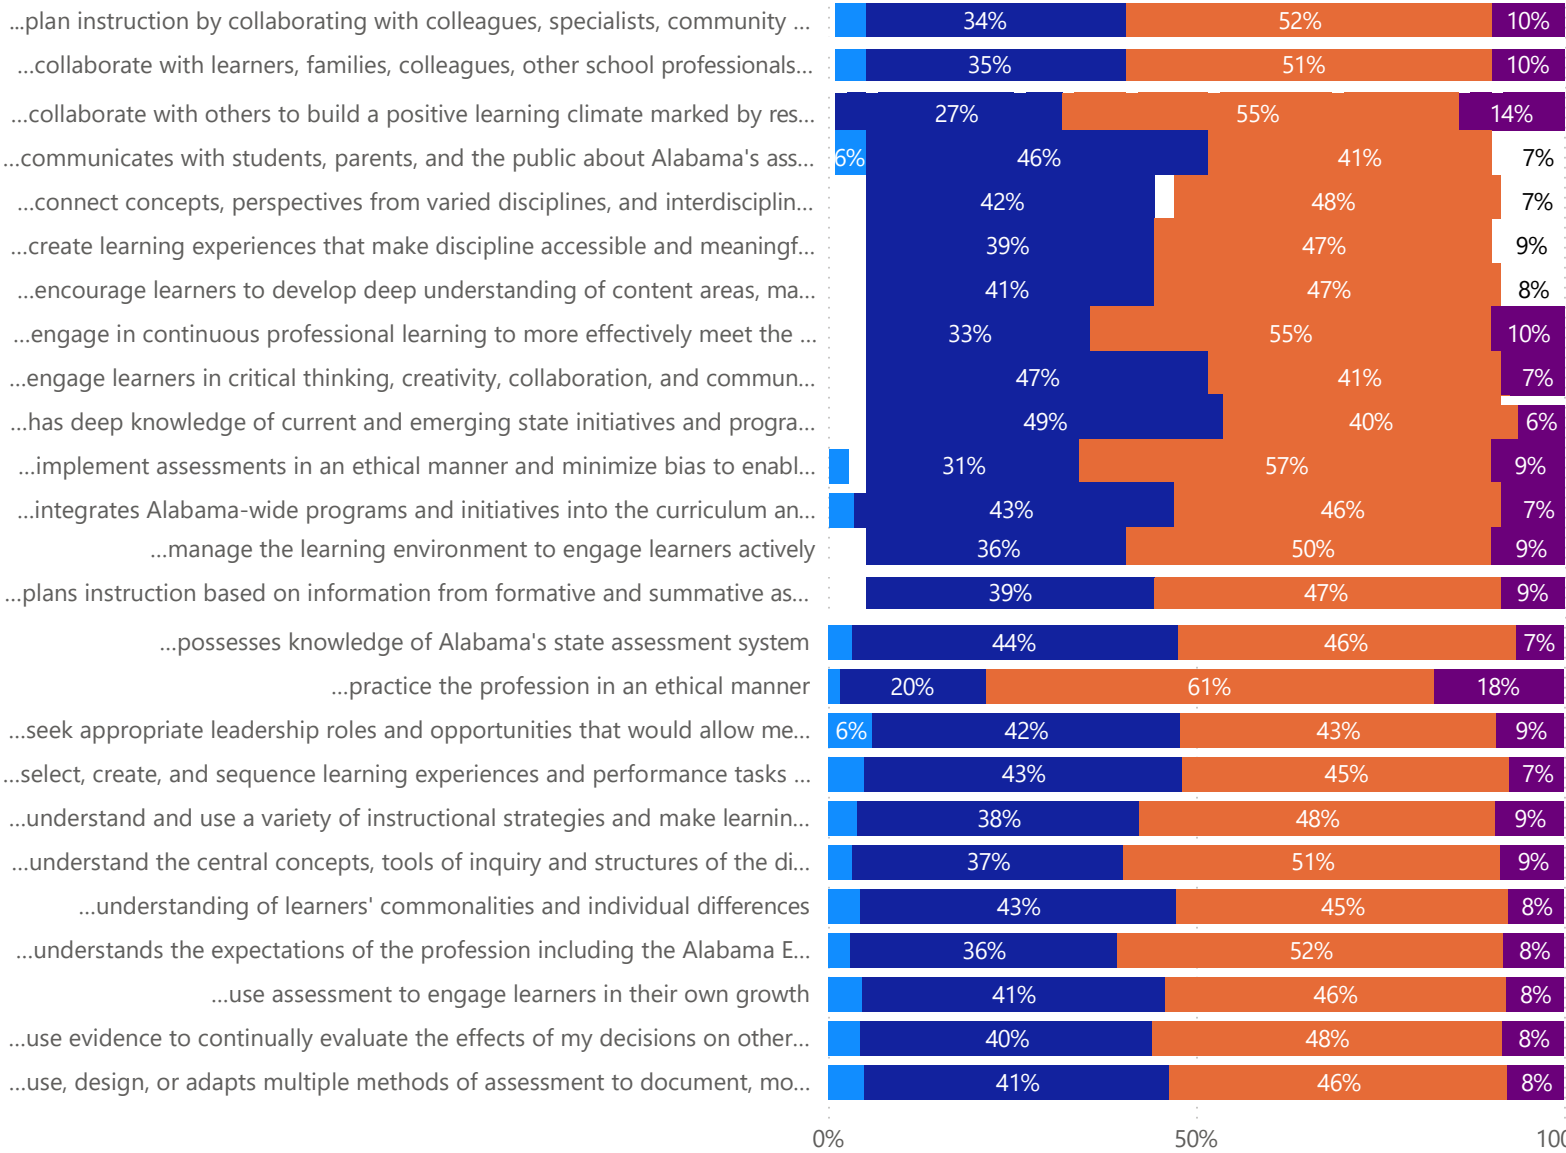 ...plan instruction by collaborating with colleagues, specialists, community ... 34% 52% 10%
...collaborate with learners, families, colleagues, other school professionals... 35% 51% 10%
...collaborate with others to build a positive learning climate marked by res... 27% 55% 14%
...communicates with students, parents, and the public about Alabama's ass... 6% 46% 41% 7%
...connect concepts, perspectives from varied disciplines, and interdisciplin... 42% 48% 7%
...create learning experiences that make discipline accessible and meaningf... 39% 47% 9%
...encourage learners to develop deep understanding of content areas, ma... 41% 47% 8%
...engage in continuous professional learning to more effectively meet the ... 33% 55% 10%
...engage learners in critical thinking, creativity, collaboration, and commun... 47% 41% 7%
...has deep knowledge of current and emerging state initiatives and progra... 49% 40% 6%
...implement assessments in an ethical manner and minimize bias to enabl... 31% 57% 9%
...integrates Alabama-wide programs and initiatives into the curriculum an... 43% 46% 7%
...manage the learning environment to engage learners actively 36% 50% 9%
...plans instruction based on information from formative and summative as... 39% 47% 9%
...possesses knowledge of Alabama's state assessment system 44% 46% 7%
...practice the profession in an ethical manner 20% 61% 18%
...seek appropriate leadership roles and opportunities that would allow me... 6% 42% 43% 9%
...select, create, and sequence learning experiences and performance tasks ... 43% 45% 7%
...understand and use a variety of instructional strategies and make learnin... 38% 48% 9%
...understand the central concepts, tools of inquiry and structures of the di... 37% 51% 9%
...understanding of learners' commonalities and individual differences 43% 45% 8%
...understands the expectations of the profession including the Alabama E... 36% 52% 8%
...use assessment to engage learners in their own growth 41% 46% 8%
...use evidence to continually evaluate the effects of my decisions on other... 40% 48% 8%
...use, design, or adapts multiple methods of assessment to document, mo... 41% 46% 8%
0% 50%